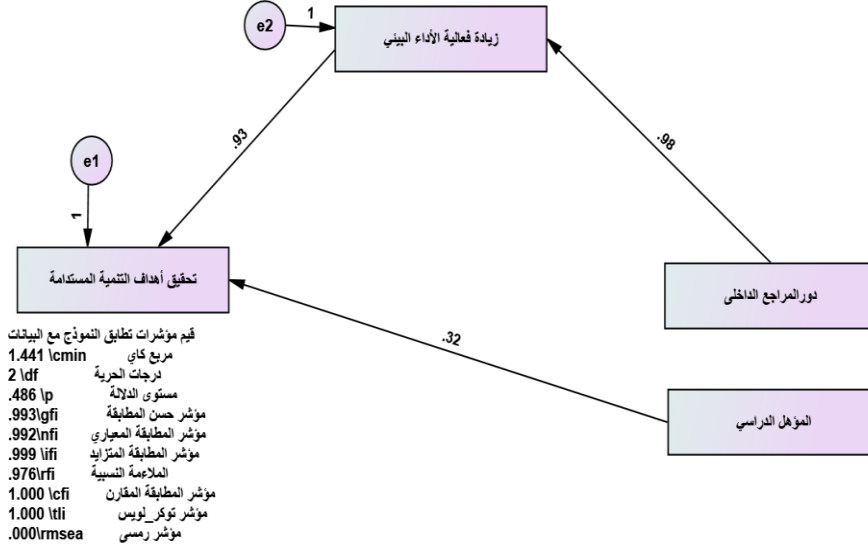 e2
1
زيادة فعالية الأداء البيئي
.93
.98
e1
1
تحقيق أهداف التنمية المستدامة
دورالمراجع الداخلى
.32
المؤهل الدراسي
قيم مؤشرات تطابق النموذج مع البيانات
مربع كاي 1.441 \cmin
درجات الحرية 2 \df
مستوى الدلالة .486 \p
مؤشر حسن المطابقة .993\gfi
مؤشر المطابقة المعياري .992\nfi
مؤشر المطابقة المتزايد .999 \ifi
الملاءمة النسبية .976\rfi
مؤشر المطابقة المقارن 1.000 \cfi
مؤشر توكر_لويس 1.000 \tli
مؤشر رمسي .000\rmsea